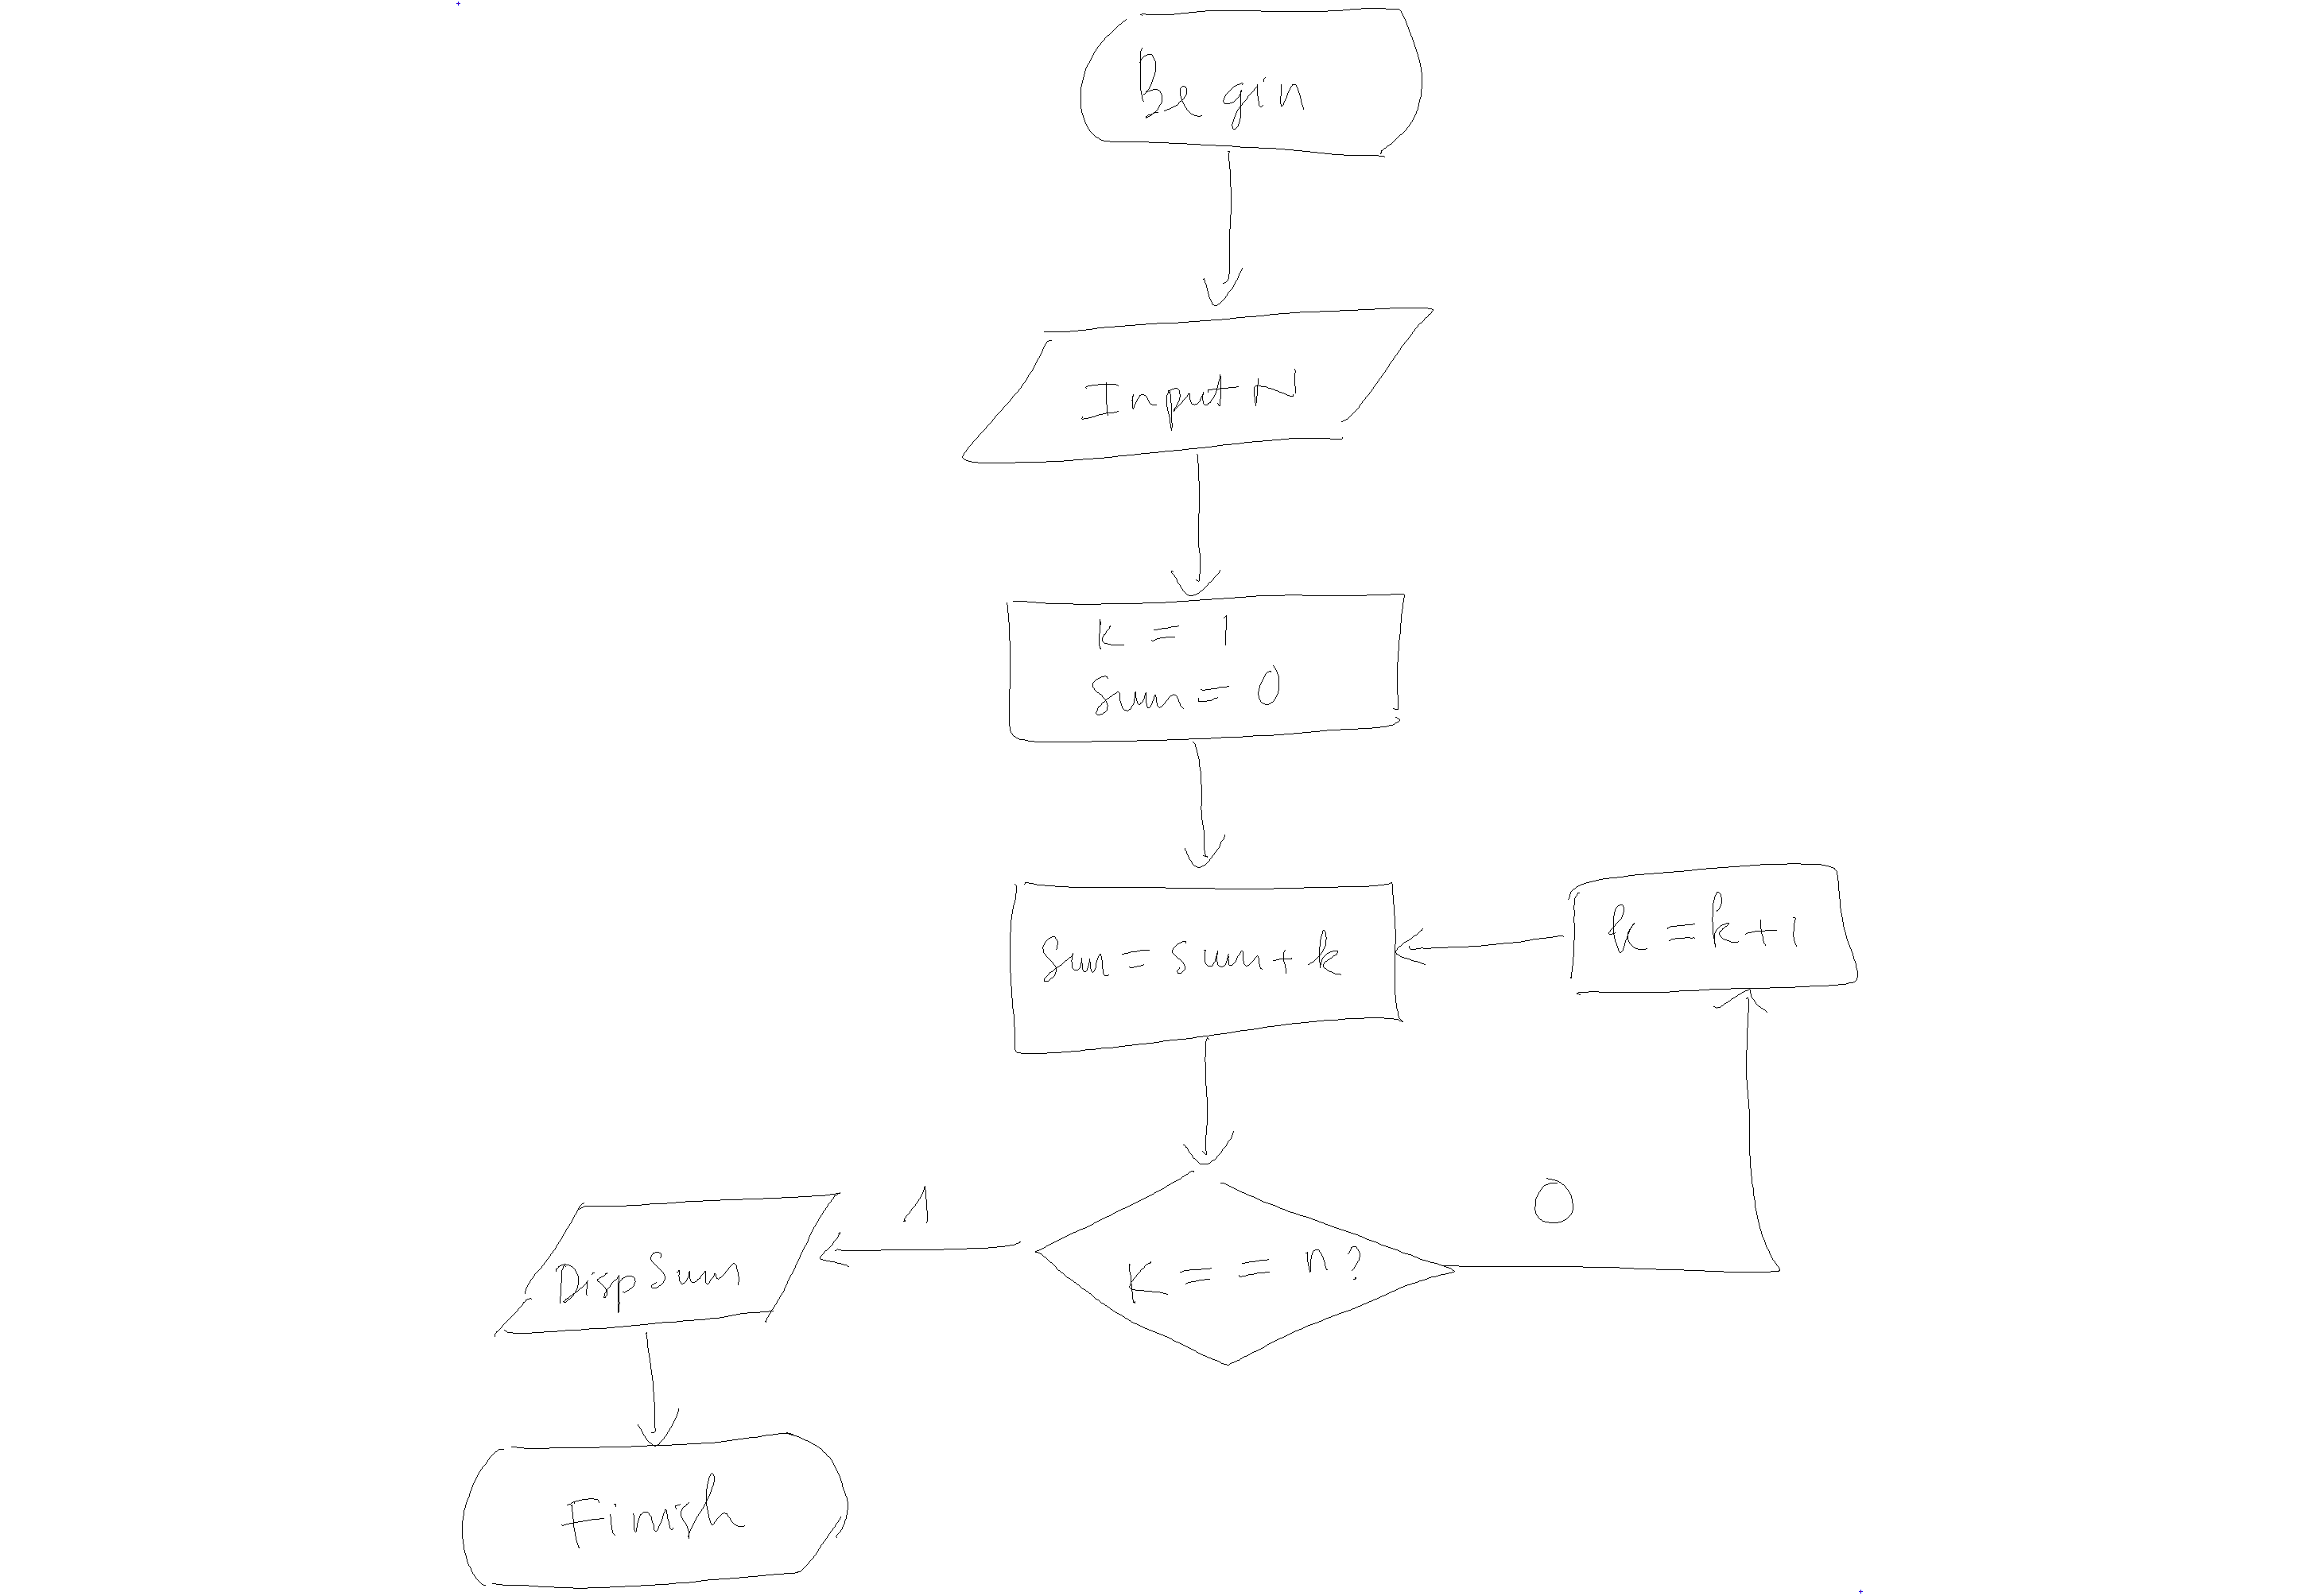 Begin
Input N
k = 1
sum = 0
Sum = sum + k
k = k + 1
1
0
K == n?
Disp Sum
Finish